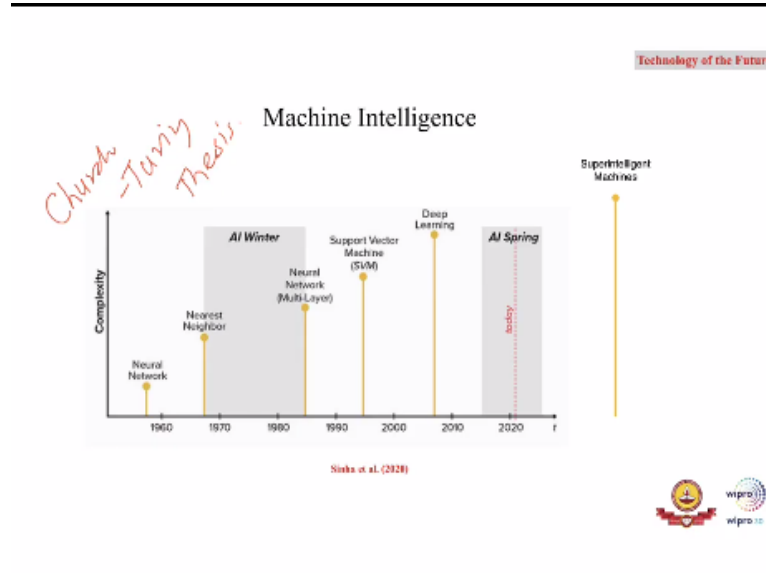 Technology of the Futur
Machine Intelligence
Church
-Turing
Thesis.
Superintelligent
Machines
Complexity
AI Winter
AI Spring
Neural
Network
Nearest
Neighbor
Neural
Network
(Multi-Layer)
Support Vector
Machine
(SVM)
Deep
Learning
today
1960 1970 1980 1990 2000 2010 2020 t
Sinha et al. (2020)
wipro
wipro